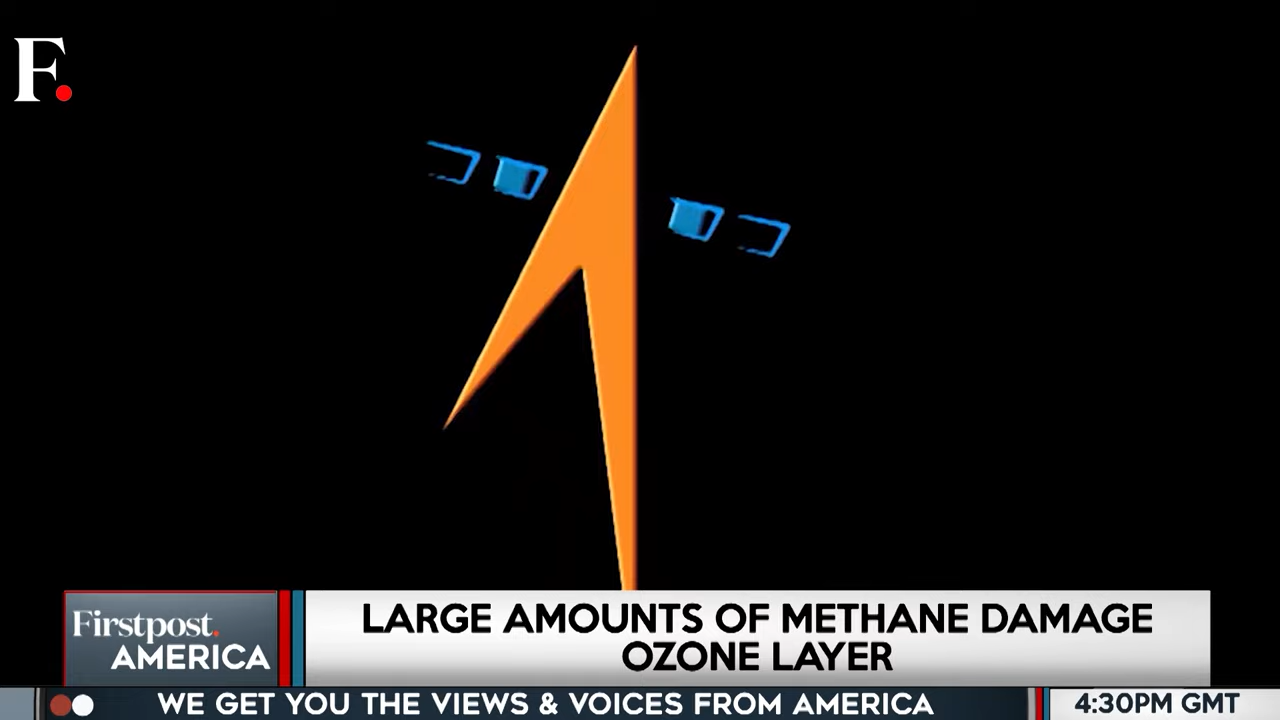 F.
LARGE AMOUNTS OF METHANE DAMAGE
OZONE LAYER
Firstpost.
AMERICA
WE GET YOU THE VIEWS & VOICES FROM AMERICA
4:30PM GMT